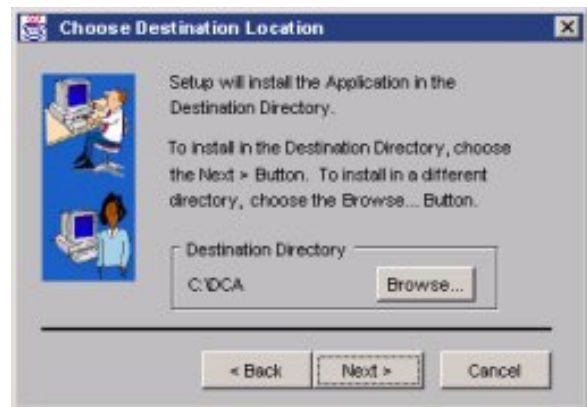 Choose Destination Location
Setup will install the Application in the
Destination Directory.
To install in the Destination Directory, choose
the Next > Button. To install in a different
directory, choose the Browse... Button.
Destination Directory
C:\DCA
Browse...
< Back
Next >
Cancel